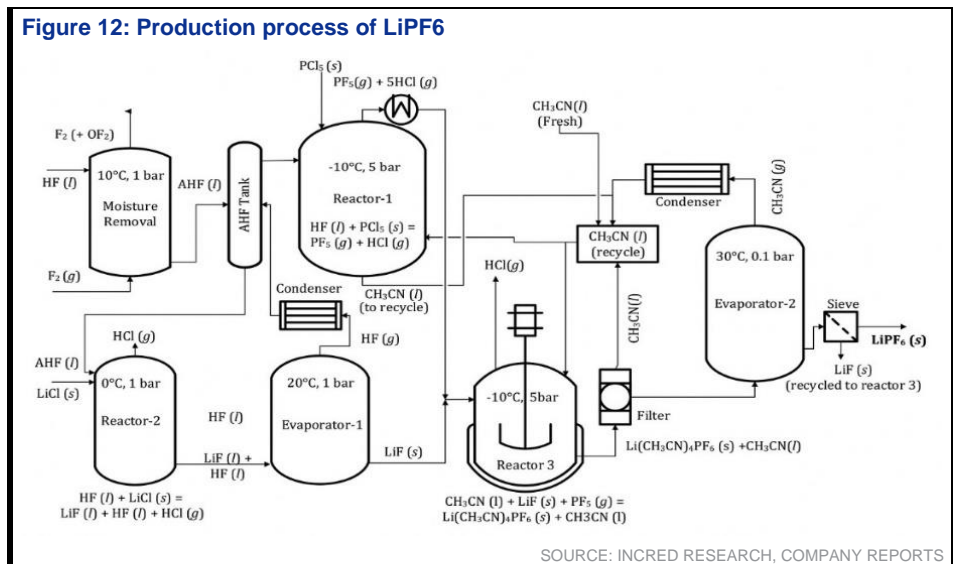 Figure 12: Production process of LiPF6
PCl₅ (s)
PF₅(g) + 5HCl (g)
F₂ (+ OF₂)
HF (l)
10°C, 1 bar
Moisture
Removal
F₂ (g)
AHF (l)
AHF Tank
-10°C, 5 bar
Reactor-1
HF (l) + PCl₅ (s) =
PF₅ (g) + HCl (g)
CH₃CN (l)
(to recycle)
CH₃CN(l)
(Fresh)
Condenser
CH₃CN (g)
CH₃CN (l)
(recycle)
30°C, 0.1 bar
Evaporator-2
Sieve
LiPF₆ (s)
LiF (s)
(recycled to reactor 3)
Condenser
HF (g)
HCl (g)
AHF (l)
LiCl (s)
0°C, 1 bar
Reactor-2
HF (l)
LiF (l) +
HF (l)
20°C, 1 bar
Evaporator-1
LiF (s)
HCl(g)
-10°C, 5bar
Reactor 3
CH₃CN(l)
Filter
Li(CH₃CN)₄PF₆ (s) +CH₃CN(l)
HF (l) + LiCl (s) =
LiF (l) + HF (l) + HCl (g)
CH₃CN (l) + LiF (s) + PF₅ (g) =
Li(CH₃CN)₄PF₆ (s) + CH3CN (l)
SOURCE: INCRED RESEARCH, COMPANY REPORTS